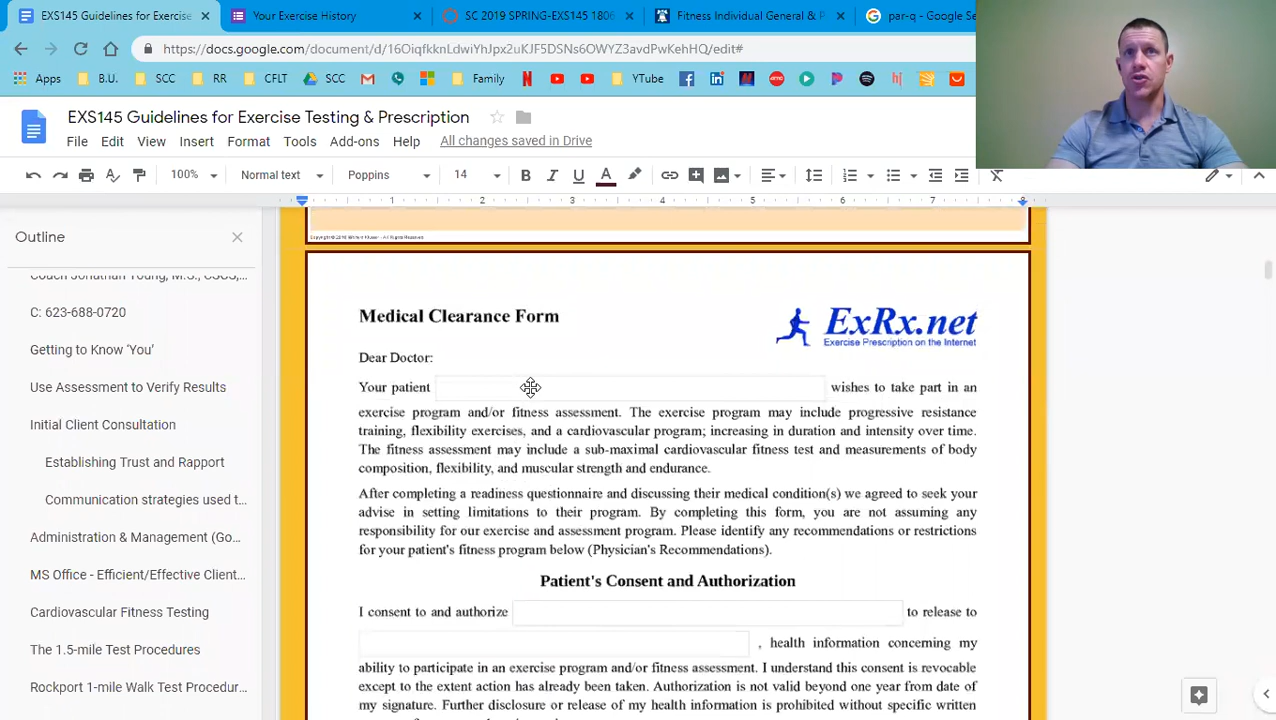 EXS145 Guidelines for Exercise
Your Exercise History
SC 2019 SPRING-EXS145 1806
Fitness Individual General & P
par-q - Google Se
https://docs.google.com/document/d/16OiqfkknLdwiYhJpx2uKJF5DSNs6OWYZ3avdPwKehHQ/edit#
Apps
B.U.
SCC
RR
CFLT
SCC
Family
YTube
EXS145 Guidelines for Exercise Testing & Prescription
File Edit View Insert Format Tools Add-ons Help All changes saved in Drive
100% Normal text Poppins 14 B I U A
1 2 3 4 5 6 7 8
Outline
Coach Jonathan Young, M.S., CSCS,...
C: 623-688-0720
Getting to Know 'You'
Use Assessment to Verify Results
Initial Client Consultation
Establishing Trust and Rapport
Communication strategies used t...
Administration & Management (Go...
MS Office - Efficient/Effective Client...
Cardiovascular Fitness Testing
The 1.5-mile Test Procedures
Rockport 1-mile Walk Test Procedur...
Medical Clearance Form
ExRx.net
Exercise Prescription on the Internet
Dear Doctor:
Your patient wishes to take part in an
exercise program and/or fitness assessment. The exercise program may include progressive resistance
training, flexibility exercises, and a cardiovascular program; increasing in duration and intensity over time.
The fitness assessment may include a sub-maximal cardiovascular fitness test and measurements of body
composition, flexibility, and muscular strength and endurance.
After completing a readiness questionnaire and discussing their medical condition(s) we agreed to seek your
advise in setting limitations to their program. By completing this form, you are not assuming any
responsibility for our exercise and assessment program. Please identify any recommendations or restrictions
for your patient's fitness program below (Physician's Recommendations).
Patient's Consent and Authorization
I consent to and authorize to release to
, health information concerning my
ability to participate in an exercise program and/or fitness assessment. I understand this consent is revocable
except to the extent action has already been taken. Authorization is not valid beyond one year from date of
my signature. Further disclosure or release of my health information is prohibited without specific written